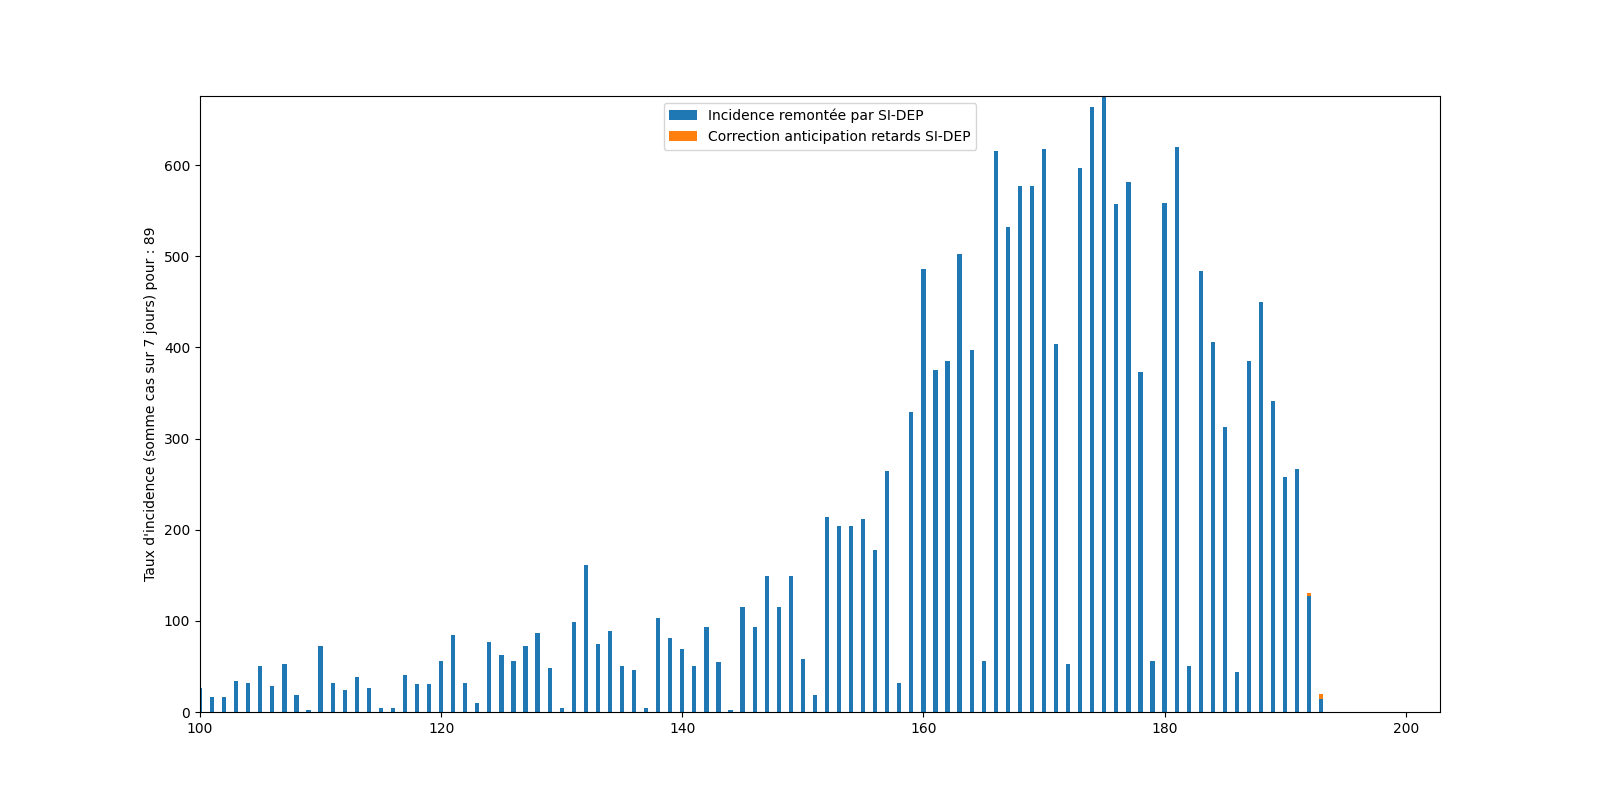 Incidence remontée par SI-DEP
Correction anticipation retards SI-DEP
Taux d'incidence (somme cas sur 7 jours) pour : 89
600
500
400
300
200
100
0
100 120 140 160 180 200